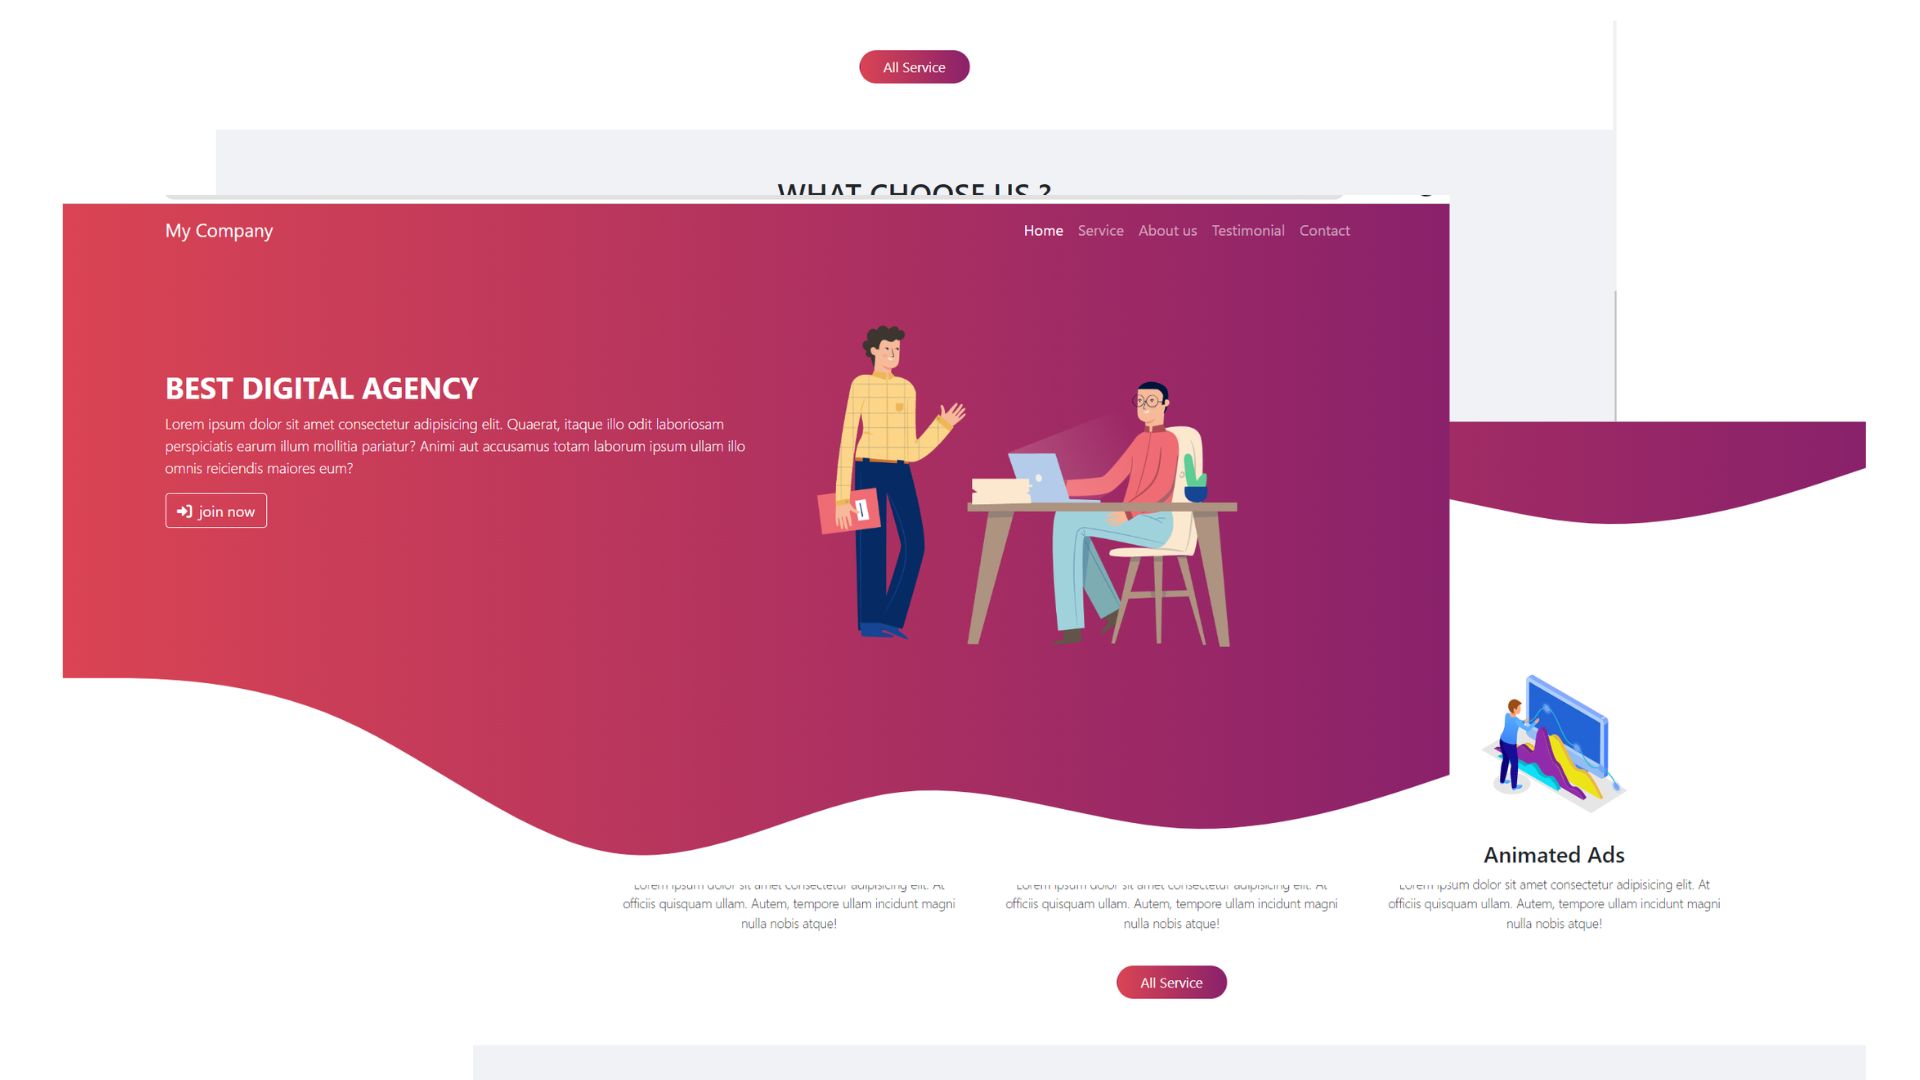 All Service
WHAT CHOOSE US ?
My Company
Home Service About us Testimonial Contact
BEST DIGITAL AGENCY
Lorem ipsum dolor sit amet consectetur adipisicing elit. Quaerat, itaque illo odit laboriosam
perspiciatis earum illum mollitia pariatur? Animi aut accusamus totam laborum ipsum ullam illo
omnis reiciendis maiores eum?
join now
Animated Ads
Lorem ipsum dolor sit amet consectetur adipisicing elit. At
officiis quisquam ullam. Autem, tempore ullam incidunt magni
nulla nobis atque!
Lorem ipsum dolor sit amet consectetur adipisicing elit. At
officiis quisquam ullam. Autem, tempore ullam incidunt magni
nulla nobis atque!
Lorem ipsum dolor sit amet consectetur adipisicing elit. At
officiis quisquam ullam. Autem, tempore ullam incidunt magni
nulla nobis atque!
All Service